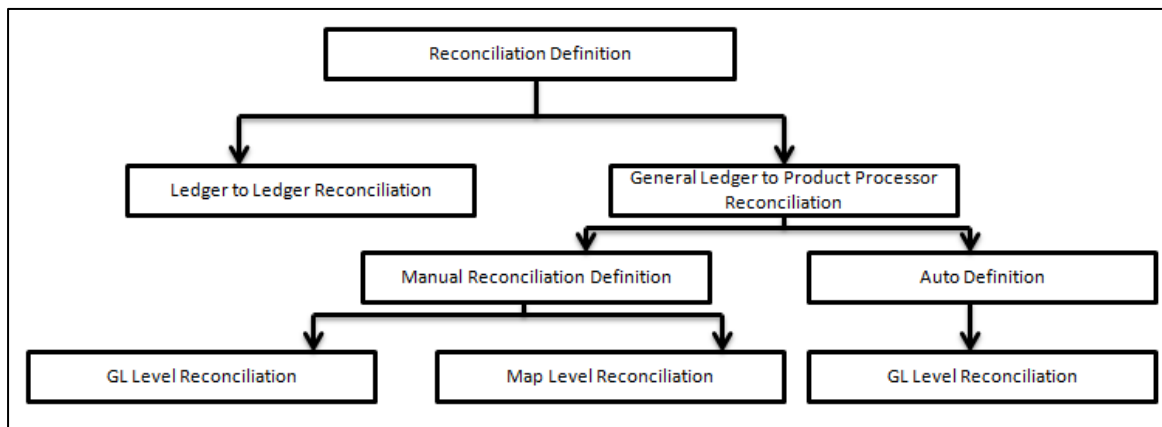 Reconciliation Definition
Ledger to Ledger Reconciliation
General Ledger to Product Processor
Reconciliation
Manual Reconciliation Definition
Auto Definition
GL Level Reconciliation
Map Level Reconciliation
GL Level Reconciliation